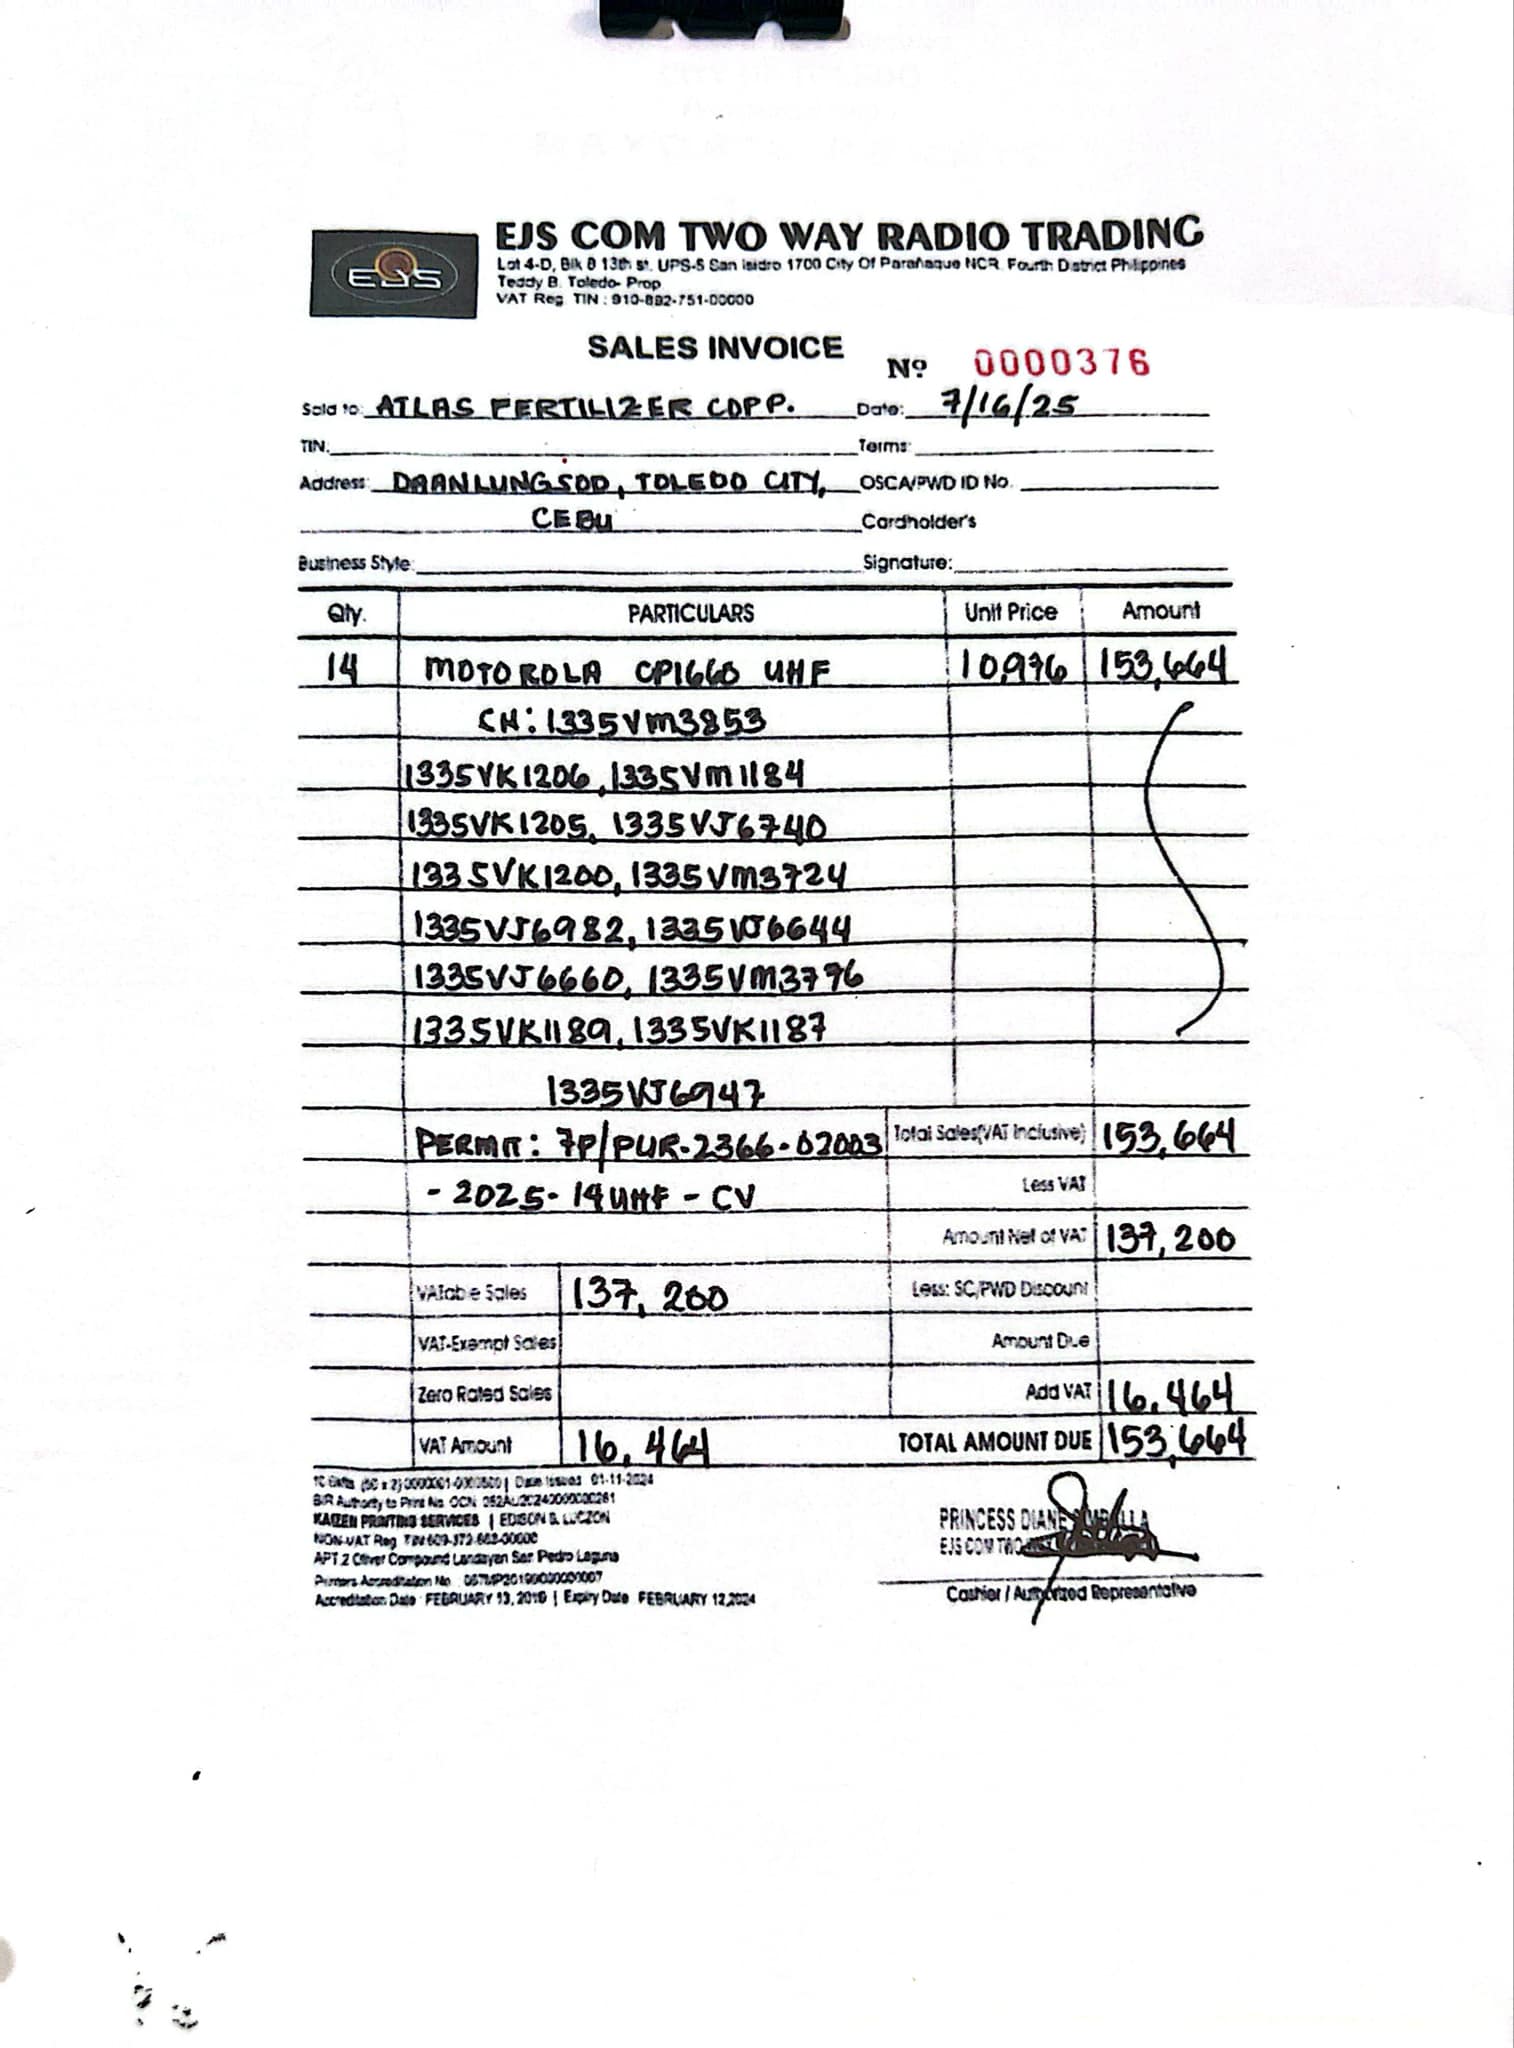 EJS
EJS COM TWO WAY RADIO TRADING
Lot 4-D, Blk 8 13th st. UPS-5 San Isidro 1700 City Of Parañaque NCR Fourth District Philippines
Teddy B. Toledo- Prop
VAT Reg TIN : 910-892-751-00000
SALES INVOICE
Nº 0000376
Sold to: ATLAS FERTILIZER CORP. Date: 7/16/25
TIN: Terms:
Address: DAANLUNGSOD, TOLEDO CITY, OSCA/PWD ID No.
CEBU Cardholder's
Business Style: Signature:
Qty. PARTICULARS Unit Price Amount
14 MOTOROLA CP1660 UHF 10,976 153,664
SN: 1335VM3853
1335VK1206, 1335VM1184
1335VK1205, 1335VJ6740
1335VK1200, 1335VM3724
1335VJ6982, 1335VJ6644
1335VJ6660, 1335VM3776
1335VK1189, 1335VK1187
1335VJ6947
PERMIT: 7P/PUR-2366-02003 Total Sales(VAT Inclusive) 153,664
- 2025- 14UHF - CV Less VAT
Amount Net of VAT 137,200
VATable Sales 137,200 Less: SC/PWD Discount
VAT-Exempt Sales Amount Due
Zero Rated Sales Add VAT 16,464
VAT Amount 16,464 TOTAL AMOUNT DUE 153,664
10 Bklts (50 x 2) 0000001-0000500 | Date Issued 01-11-2024
BIR Authority to Print No. OCN 052AU20240000000261
KAIZEN PRINTING SERVICES | EDISON S. LUCZON
NON-VAT Reg TIN 609-372-663-00000
APT 2 Oliver Compound Landayan San Pedro Laguna
Printers Accreditation No : 057MP20190000000007
Accreditation Date : FEBRUARY 13, 2019 | Expiry Date FEBRUARY 12,2024
PRINCESS DIANE
EJS COM TWO
Cashier / Authorized Representative